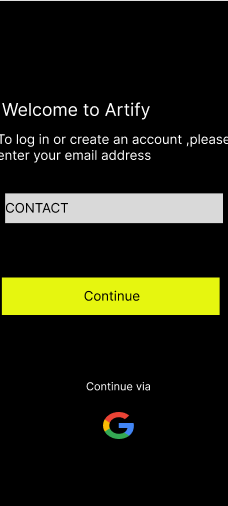 Welcome to Artify
To log in or create an account ,please
enter your email address
CONTACT
Continue
Continue via